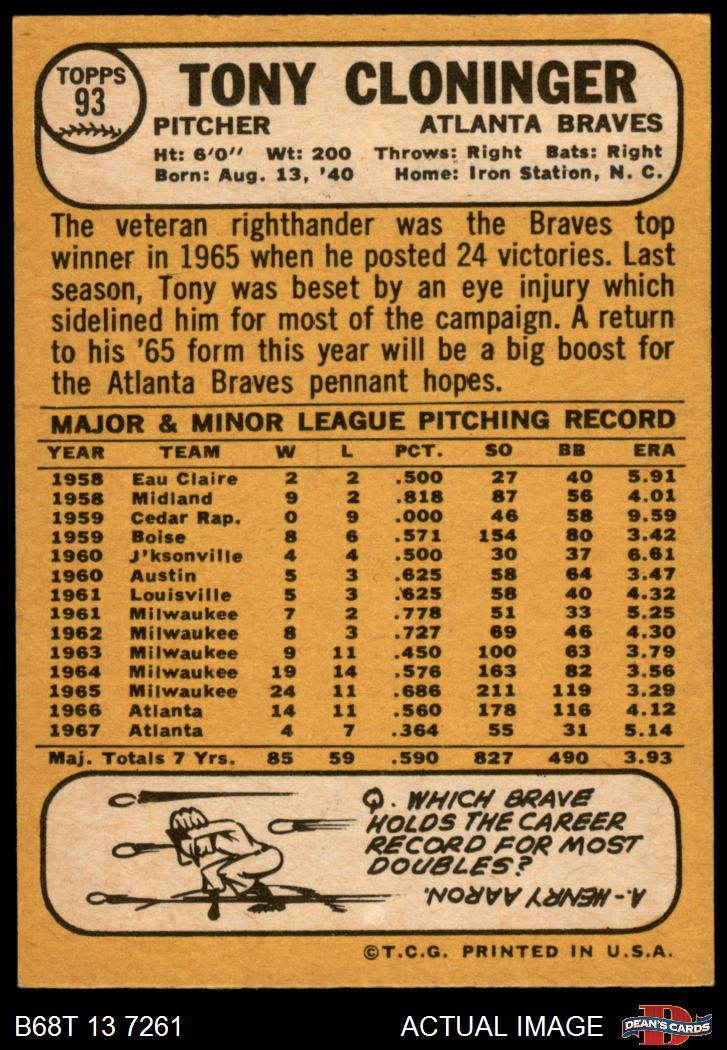 TOPPS
93
TONY CLONINGER
PITCHER ATLANTA BRAVES
Ht: 6'0" Wt: 200 Throws: Right Bats: Right
Born: Aug. 13, '40 Home: Iron Station, N. C.
The veteran righthander was the Braves top
winner in 1965 when he posted 24 victories. Last
season, Tony was beset by an eye injury which
sidelined him for most of the campaign. A return
to his '65 form this year will be a big boost for
the Atlanta Braves pennant hopes.
MAJOR & MINOR LEAGUE PITCHING RECORD
YEAR TEAM W L PCT. SO BB ERA
1958 Eau Claire 2 2 .500 27 40 5.91
1958 Midland 9 2 .818 87 56 4.01
1959 Cedar Rap. 0 9 .000 46 58 9.59
1959 Boise 8 6 .571 154 80 3.42
1960 J'ksonville 4 4 .500 30 37 6.61
1960 Austin 5 3 .625 58 64 3.47
1961 Louisville 5 3 .625 58 40 4.32
1961 Milwaukee 7 2 .778 51 33 5.25
1962 Milwaukee 8 3 .727 69 46 4.30
1963 Milwaukee 9 11 .450 100 63 3.79
1964 Milwaukee 19 14 .576 163 82 3.56
1965 Milwaukee 24 11 .686 211 119 3.29
1966 Atlanta 14 11 .560 178 116 4.12
1967 Atlanta 4 7 .364 55 31 5.14
Maj. Totals 7 Yrs. 85 59 .590 827 490 3.93
Q. WHICH BRAVE
HOLDS THE CAREER
RECORD FOR MOST
DOUBLES?
A-HENRY AARON.
©T.C.G. PRINTED IN U.S.A.
B68T 13 7261 ACTUAL IMAGE
D
DEAN'S CARDS